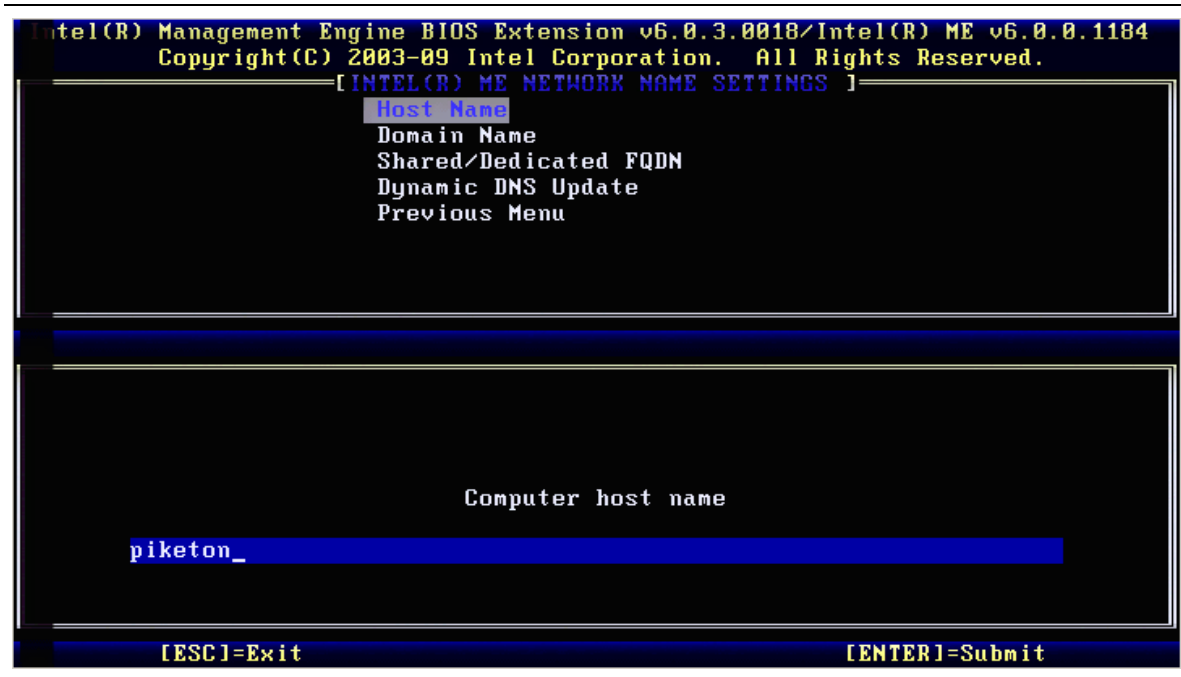 Intel(R) Management Engine BIOS Extension v6.0.3.0018/Intel(R) ME v6.0.0.1184
Copyright(C) 2003-09 Intel Corporation.  All Rights Reserved.
[INTEL(R) ME NETWORK NAME SETTINGS ]
Host Name
Domain Name
Shared/Dedicated FQDN
Dynamic DNS Update
Previous Menu
Computer host name
piketon_
[ESC]=Exit [ENTER]=Submit